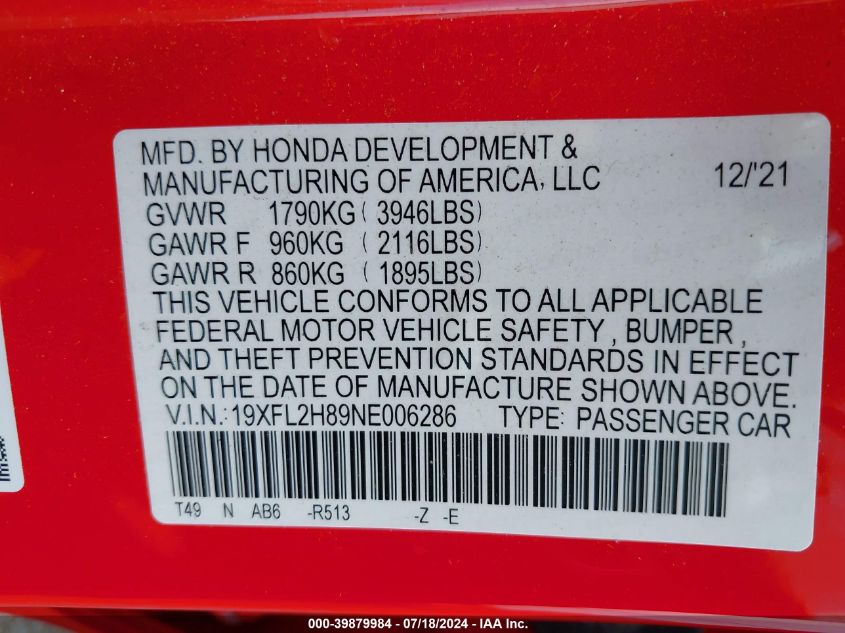 MFD. BY HONDA DEVELOPMENT &
MANUFACTURING OF AMERICA, LLC 12/'21
GVWR 1790KG ( 3946LBS)
GAWR F 960KG ( 2116LBS)
GAWR R 860KG ( 1895LBS)
THIS VEHICLE CONFORMS TO ALL APPLICABLE
FEDERAL MOTOR VEHICLE SAFETY , BUMPER ,
AND THEFT PREVENTION STANDARDS IN EFFECT
ON THE DATE OF MANUFACTURE SHOWN ABOVE.
V.I.N.:19XFL2H89NE006286 TYPE: PASSENGER CAR
T49 N AB6 -R513 -Z -E
000-39879984 - 07/18/2024 - IAA Inc.